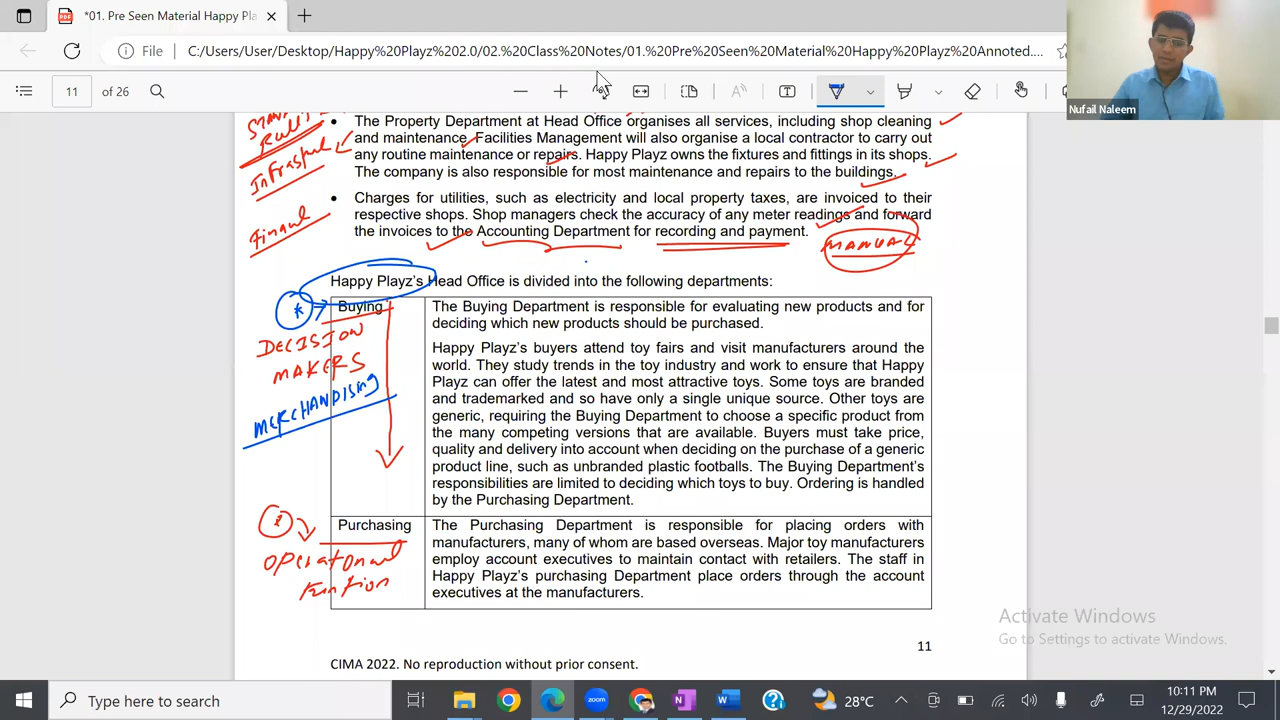 *01. Pre Seen Material Happy Pla
File
C:/Users/User/Desktop/Happy%20Playz%202.0/02.%20Class%20Notes/01.%20Pre%20Seen%20Material%20Happy%20Playz%20Annoted....
11 of 26
Nufail Naleem
• The Property Department at Head Office organises all services, including shop cleaning
and maintenance. Facilities Management will also organise a local contractor to carry out
any routine maintenance or repairs. Happy Playz owns the fixtures and fittings in its shops.
The company is also responsible for most maintenance and repairs to the buildings.
• Charges for utilities, such as electricity and local property taxes, are invoiced to their
respective shops. Shop managers check the accuracy of any meter readings and forward
the invoices to the Accounting Department for recording and payment.
MANUAL
Happy Playz's Head Office is divided into the following departments:
Buying
DECISION
MAKERS
MERCHANDISING
The Buying Department is responsible for evaluating new products and for
deciding which new products should be purchased.
Happy Playz's buyers attend toy fairs and visit manufacturers around the
world. They study trends in the toy industry and work to ensure that Happy
Playz can offer the latest and most attractive toys. Some toys are branded
and trademarked and so have only a single unique source. Other toys are
generic, requiring the Buying Department to choose a specific product from
the many competing versions that are available. Buyers must take price,
quality and delivery into account when deciding on the purchase of a generic
product line, such as unbranded plastic footballs. The Buying Department's
responsibilities are limited to deciding which toys to buy. Ordering is handled
by the Purchasing Department.
Purchasing
The Purchasing Department is responsible for placing orders with
manufacturers, many of whom are based overseas. Major toy manufacturers
employ account executives to maintain contact with retailers. The staff in
Happy Playz's purchasing Department place orders through the account
executives at the manufacturers.
11
CIMA 2022. No reproduction without prior consent.
Activate Windows
Go to Settings to activate Windows.
Type here to search
zoom
28°C
10:11 PM
12/29/2022